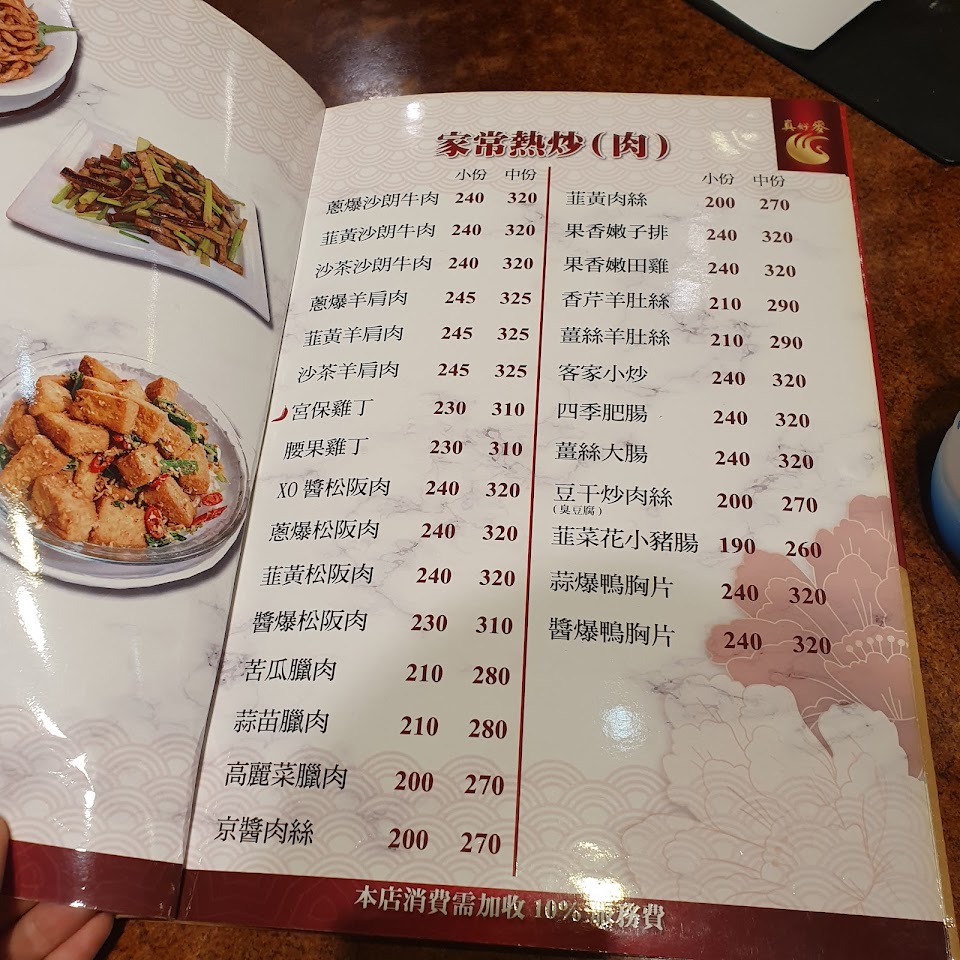 真好麥
家常熱炒(肉)
小份 中份
蔥爆沙朗牛肉 240 320
韮黃沙朗牛肉 240 320
沙茶沙朗牛肉 240 320
蔥爆羊肩肉 245 325
韮黃羊肩肉 245 325
沙茶羊肩肉 245 325
宮保雞丁 230 310
腰果雞丁 230 310
XO醬松阪肉 240 320
蔥爆松阪肉 240 320
韮黃松阪肉 240 320
醬爆松阪肉 230 310
苦瓜臘肉 210 280
蒜苗臘肉 210 280
高麗菜臘肉 200 270
京醬肉絲 200 270
小份 中份
韮黃肉絲 200 270
果香嫩子排 240 320
果香嫩田雞 240 320
香芹羊肚絲 210 290
薑絲羊肚絲 210 290
客家小炒 240 320
四季肥腸 240 320
薑絲大腸 240 320
豆干炒肉絲 200 270
(臭豆腐)
韮菜花小豬腸 190 260
蒜爆鴨胸片 240 320
醬爆鴨胸片 240 320
本店消費需加收 10% 服務費